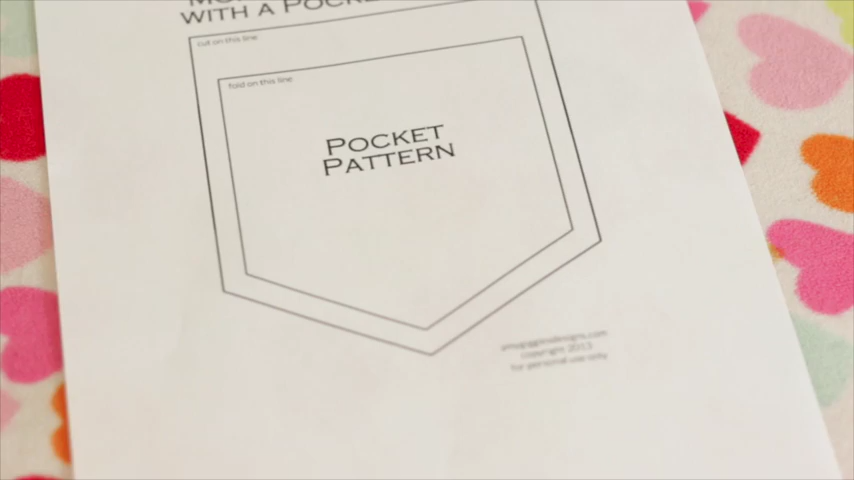 WITH A POCKE
cut on this line
fold on this line
POCKET
PATTERN
copyright 2013
for personal use only